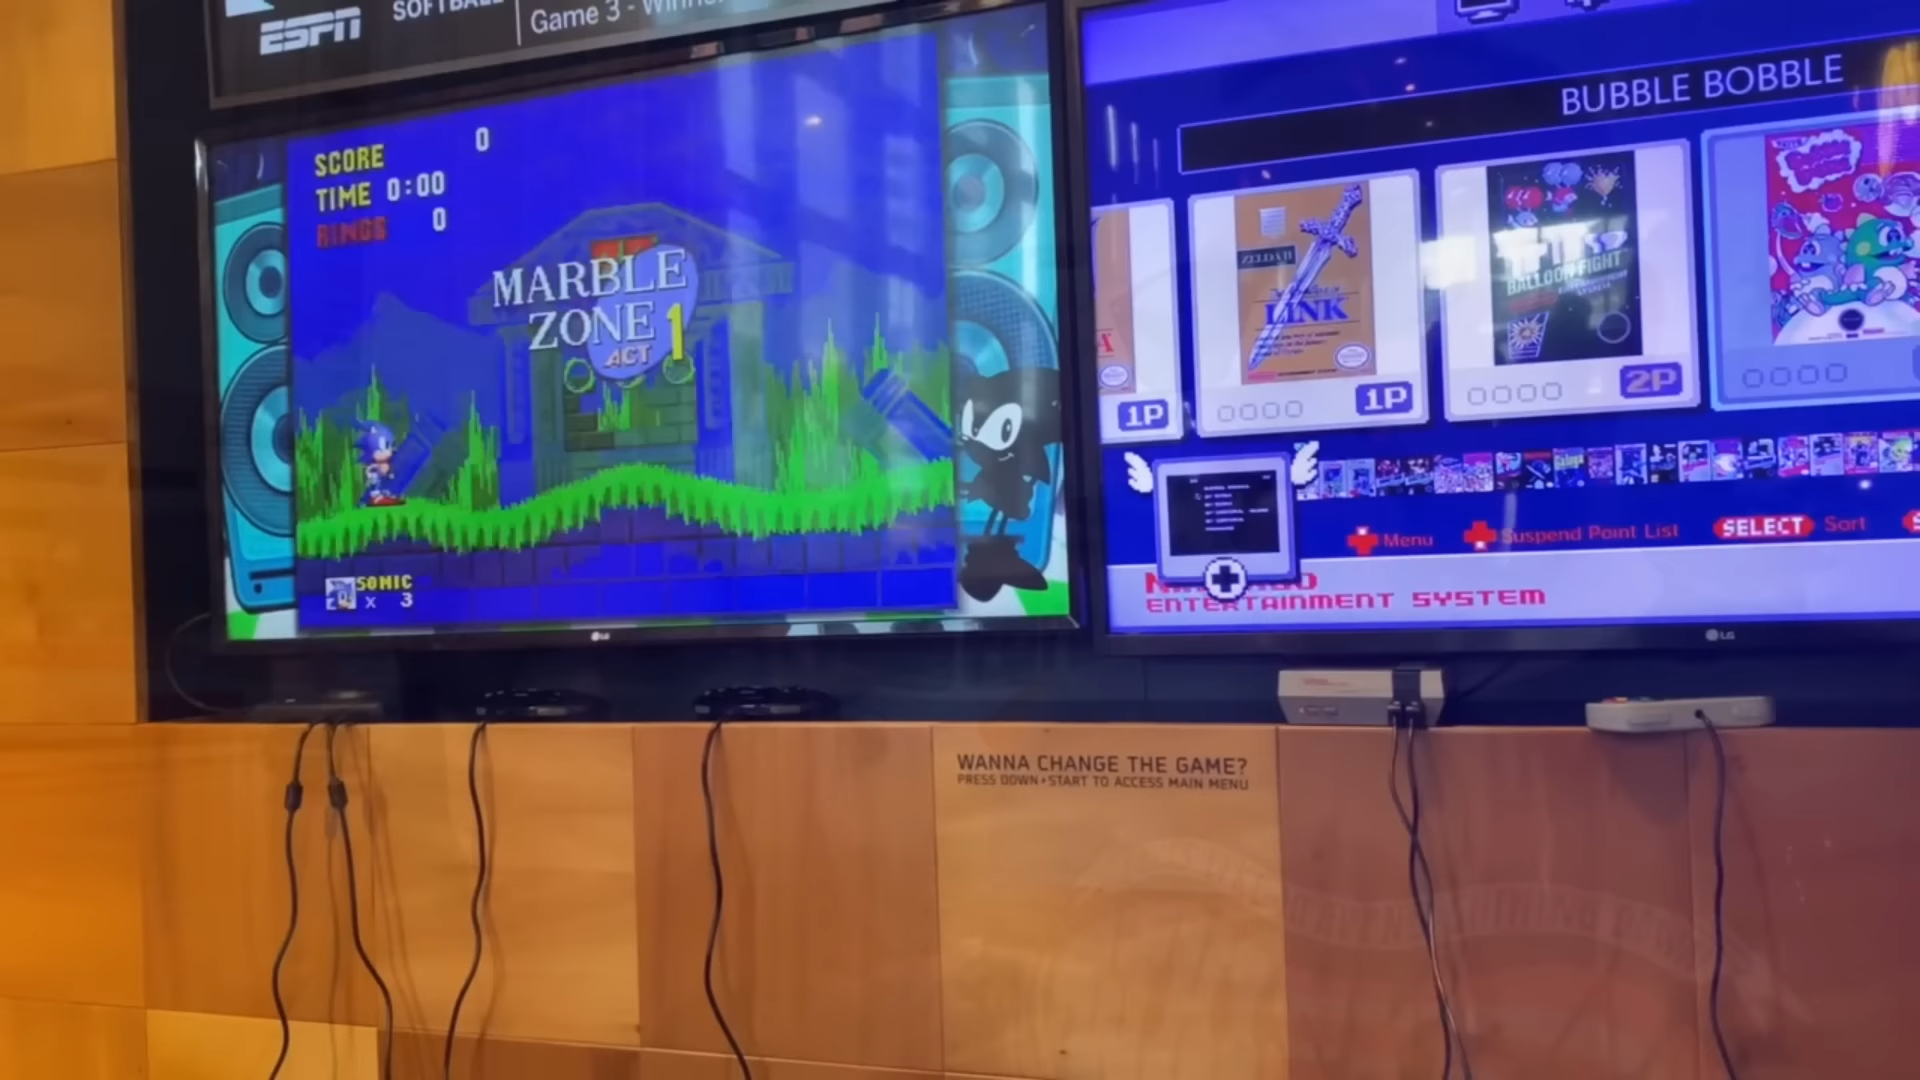 ESPN
SOFTBALL
Game 3 -
SCORE 0
TIME 0:00
RINGS 0
MARBLE
ZONE 1
ACT
SONIC
X 3
LG
BUBBLE BOBBLE
A
1P
ZELDA II
LINK
1P
BALLOON FIGHT
2P
Menu
Suspend Point List
SELECT Sort
ENTERTAINMENT SYSTEM
LG
WANNA CHANGE THE GAME?
PRESS DOWN+START TO ACCESS MAIN MENU